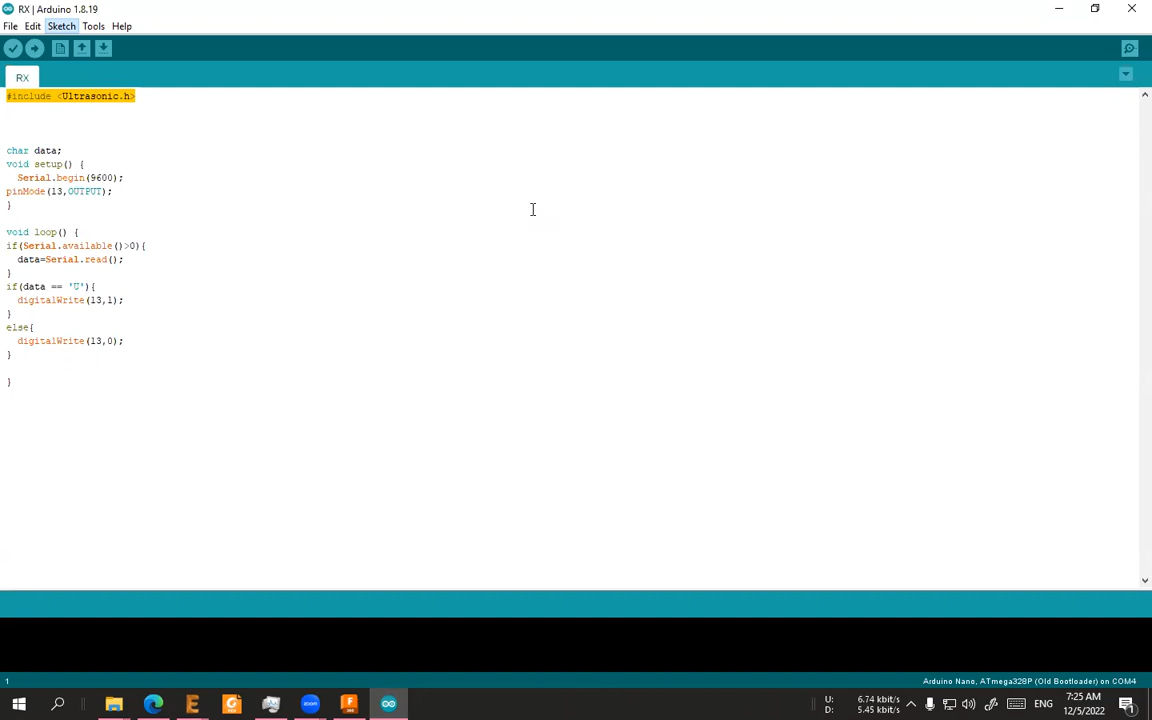 RX | Arduino 1.8.19
File Edit Sketch Tools Help
RX
#include <Ultrasonic.h>
char data;
void setup() {
  Serial.begin(9600);
pinMode(13,OUTPUT);
}
void loop() {
if(Serial.available()>0){
  data=Serial.read();
}
if(data == 'U'){
  digitalWrite(13,1);
}
else{
  digitalWrite(13,0);
}
}
1
Arduino Nano, ATmega328P (Old Bootloader) on COM4
U: 6.74 kbit/s
D: 5.45 kbit/s
ENG
7:25 AM
12/5/2022
1
zoom